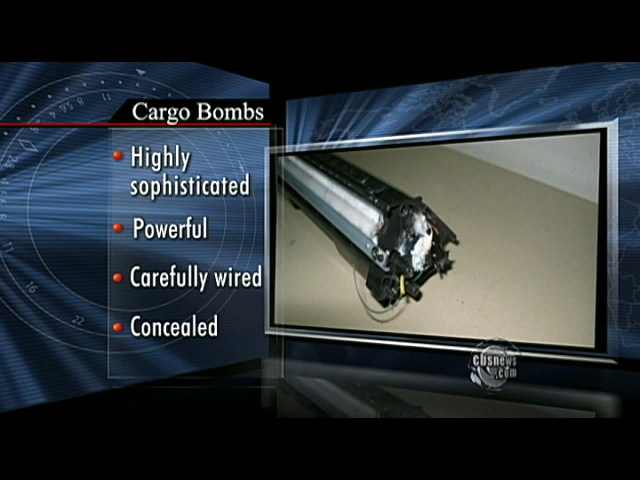 Cargo Bombs
Highly
sophisticated
Powerful
Carefully wired
Concealed
cbsnews
.com